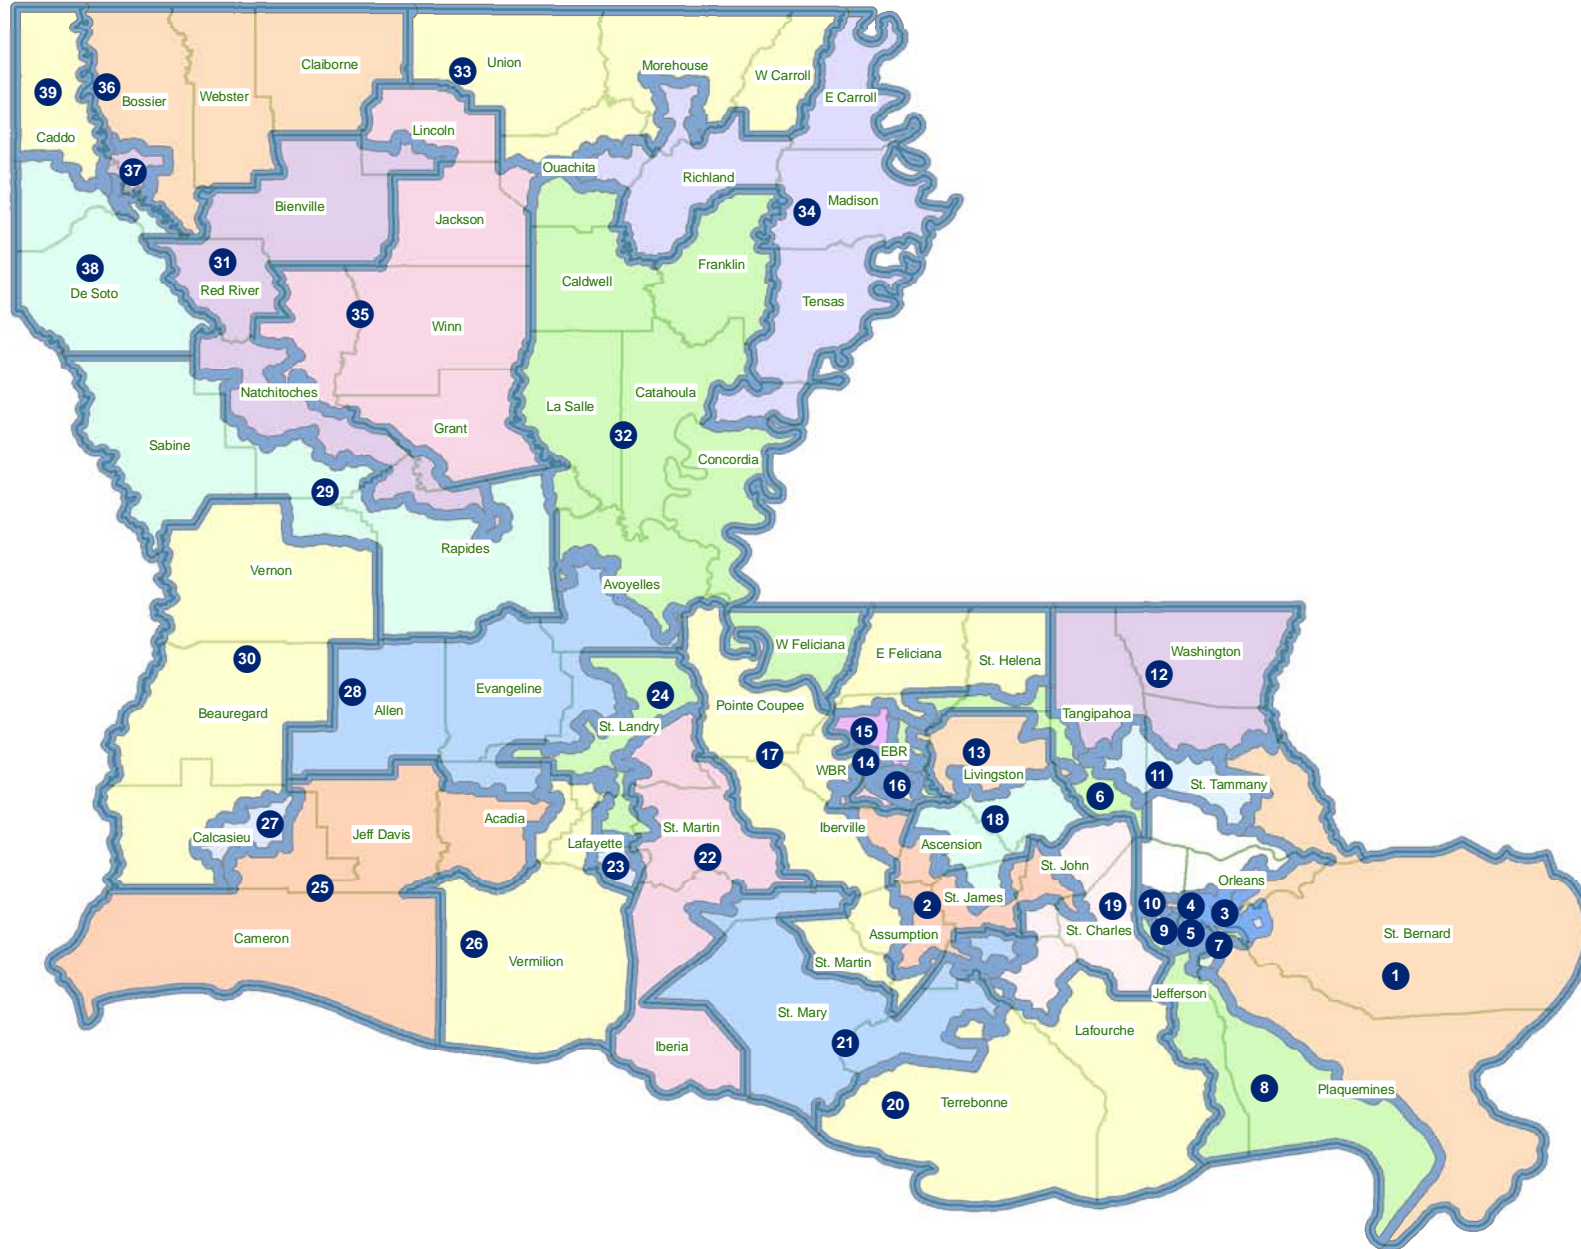 33
Union
Claiborne
Morehouse
W Carroll
39
36
Bossier
Webster
E Carroll
Caddo
Lincoln
37
Ouachita
Richland
Bienville
34
Madison
Jackson
31
38
Franklin
De Soto
Red River
Caldwell
Tensas
35
Winn
Natchitoches
Catahoula
La Salle
Grant
32
Sabine
Concordia
29
Rapides
Vernon
Avoyelles
W Feliciana
E Feliciana
St. Helena
Washington
30
12
28
Evangeline
24
Allen
Pointe Coupee
Beauregard
St. Landry
Tangipahoa
15
EBR
13
17
14
WBR
Livingston
11
St. Tammany
16
6
27
Jeff Davis
Acadia
St. Martin
Iberville
18
Calcasieu
Lafayette
Ascension
22
23
St. John
Orleans
25
2
St. James
19
10
4
3
Cameron
Assumption
St. Charles
9
5
7
St. Bernard
26
Vermilion
St. Martin
1
Jefferson
St. Mary
Lafourche
21
Iberia
8
Plaquemines
20
Terrebonne